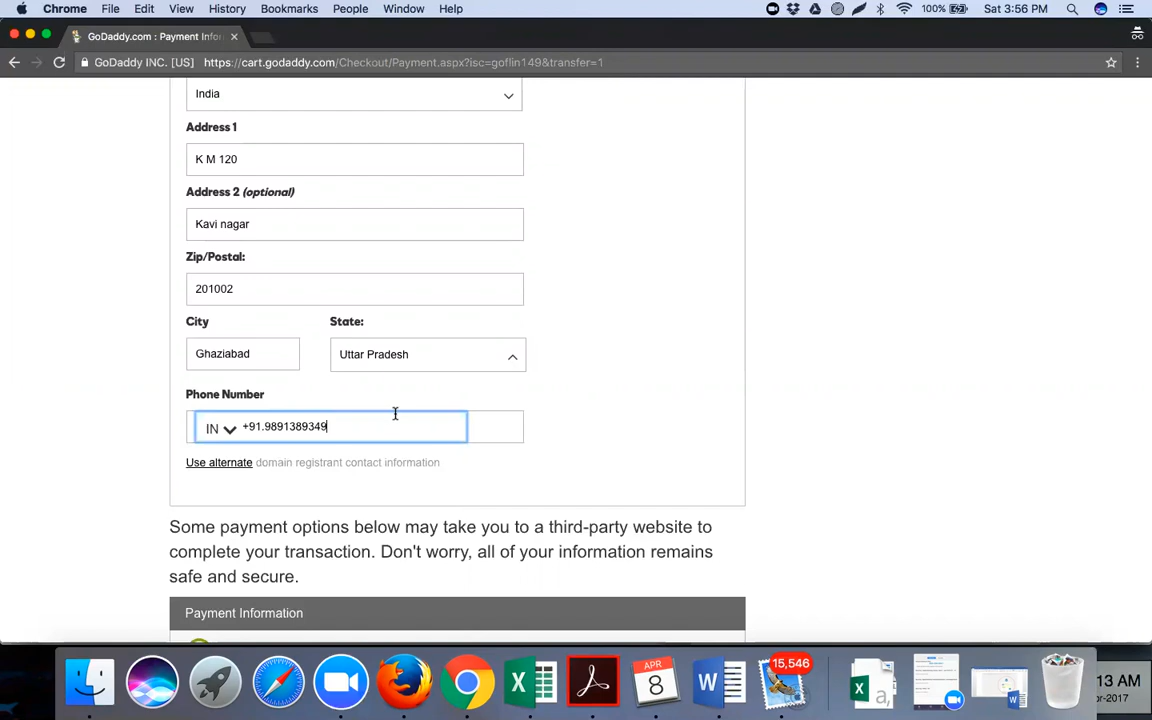 Chrome File Edit View History Bookmarks People Window Help 100% Sat 3:56 PM
GoDaddy.com : Payment Infor
GoDaddy INC. [US] https://cart.godaddy.com/Checkout/Payment.aspx?isc=goflin149&transfer=1
India
Address 1
K M 120
Address 2 (optional)
Kavi nagar
Zip/Postal:
201002
City State:
Ghaziabad Uttar Pradesh
Phone Number
IN +91.9891389349
Use alternate domain registrant contact information
Some payment options below may take you to a third-party website to
complete your transaction. Don't worry, all of your information remains
safe and secure.
Payment Information
APR
8
15,546
13 AM
r-2017